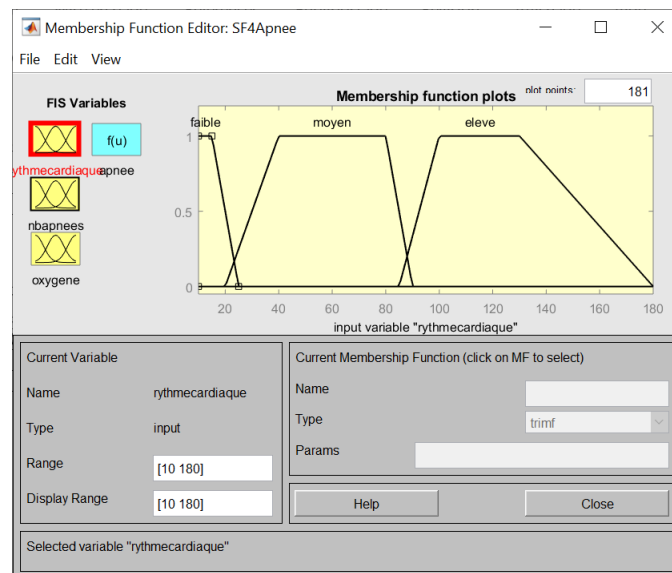 Membership Function Editor: SF4Apnee
File Edit View
FIS Variables
f(u)
ythmecardiaque
apnee
nbapnees
oxygene
Membership function plots
plot points:
181
faible moyen eleve
1
0.5
0
20 40 60 80 100 120 140 160 180
input variable "rythmecardiaque"
Current Variable
Name rythmecardiaque
Type input
Range [10 180]
Display Range [10 180]
Current Membership Function (click on MF to select)
Name
Type trimf
Params
Help Close
Selected variable "rythmecardiaque"